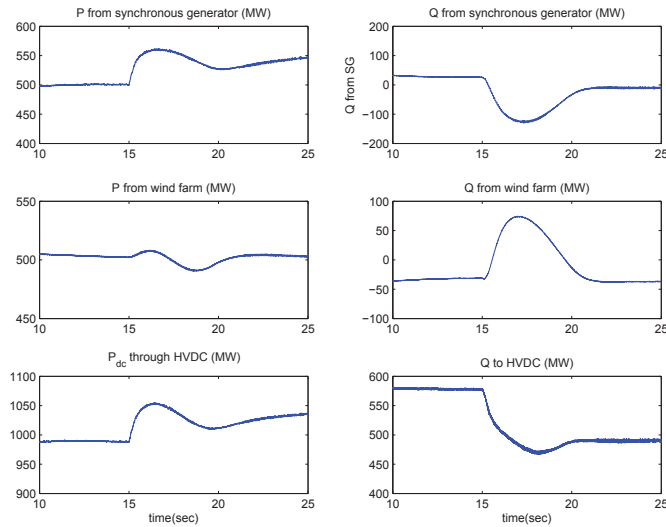 P from synchronous generator (MW)
600
550
500
450
400
10 15 20 25
Q from synchronous generator (MW)
Q from SG
200
100
0
−100
−200
10 15 20 25
P from wind farm (MW)
550
500
450
10 15 20 25
Q from wind farm (MW)
100
50
0
−50
−100
10 15 20 25
Pdc through HVDC (MW)
1100
1050
1000
950
900
10 15 20 25
time(sec)
Q to HVDC (MW)
600
550
500
450
400
10 15 20 25
time(sec)